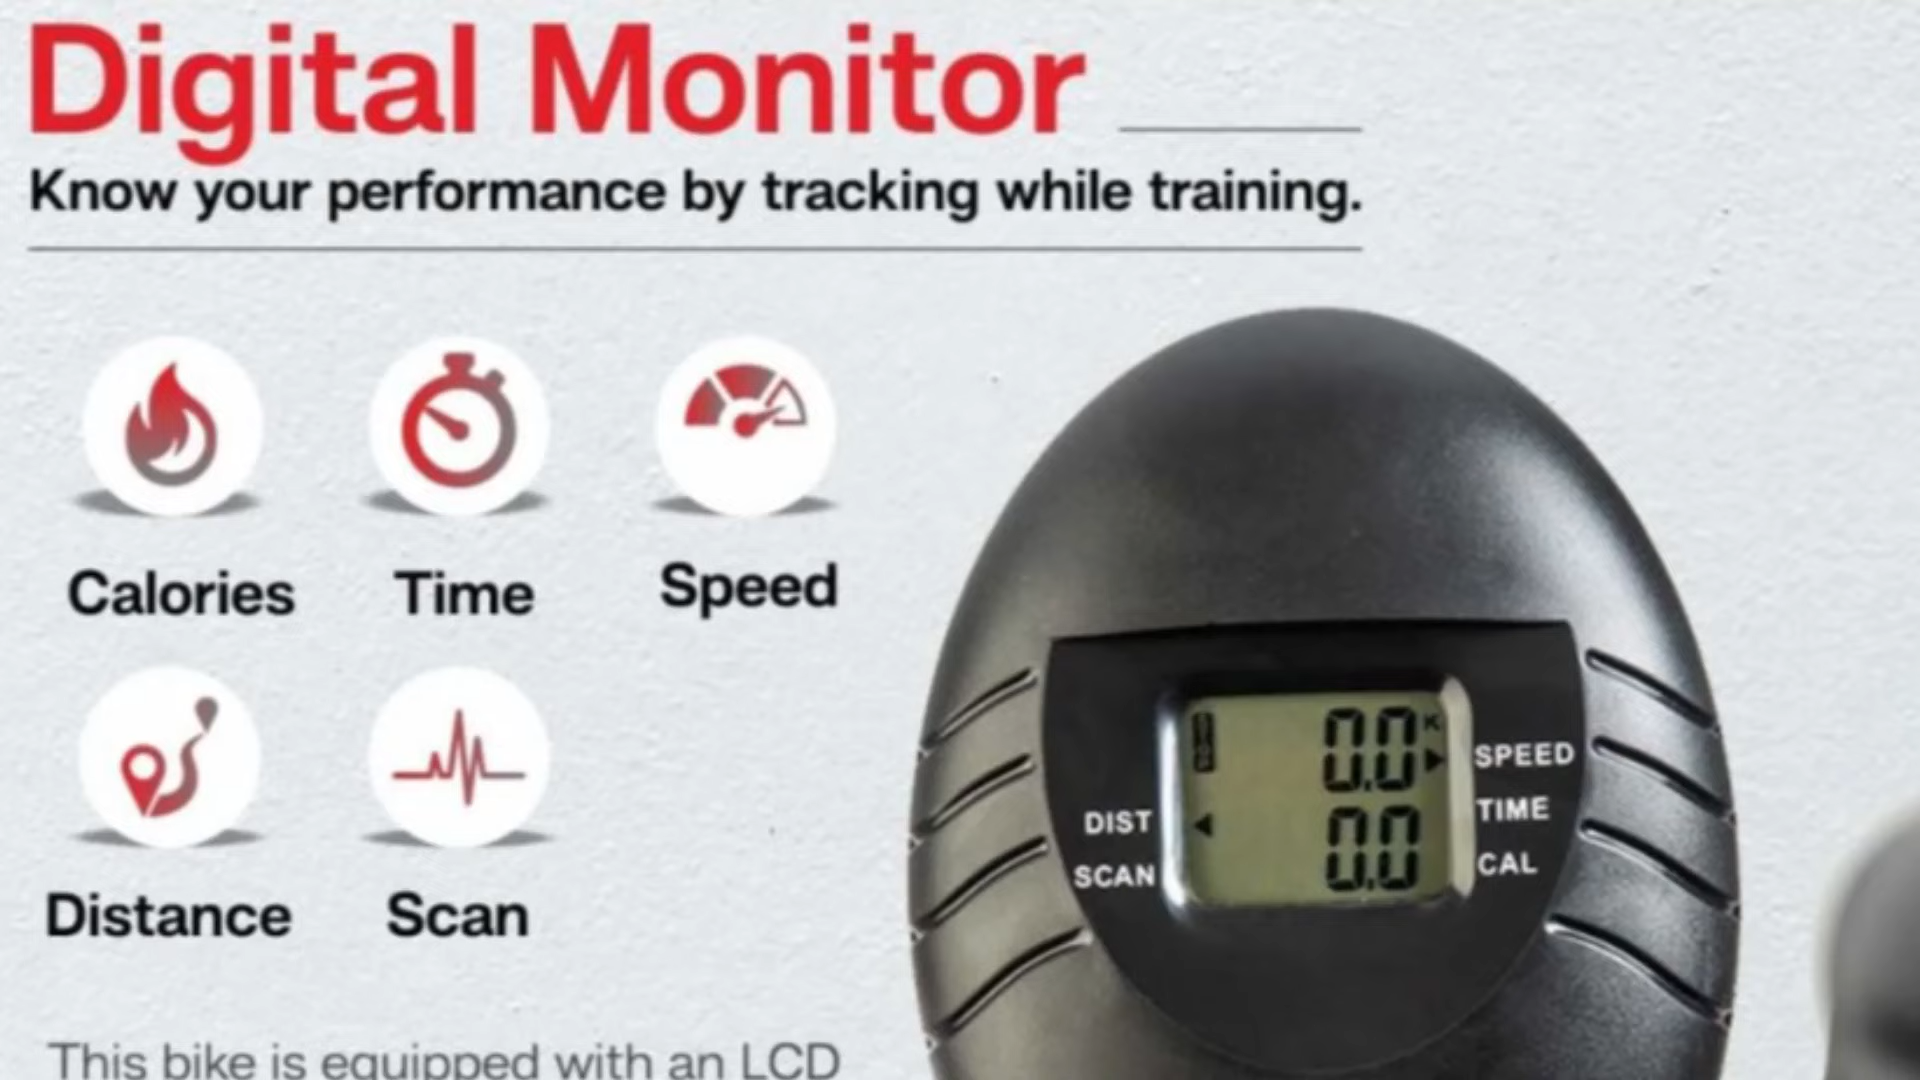 Digital Monitor
Know your performance by tracking while training.
Calories
Time
Speed
Distance
Scan
This bike is equipped with an LCD
0.0 K
SPEED
TIME
DIST
0.0
SCAN
CAL